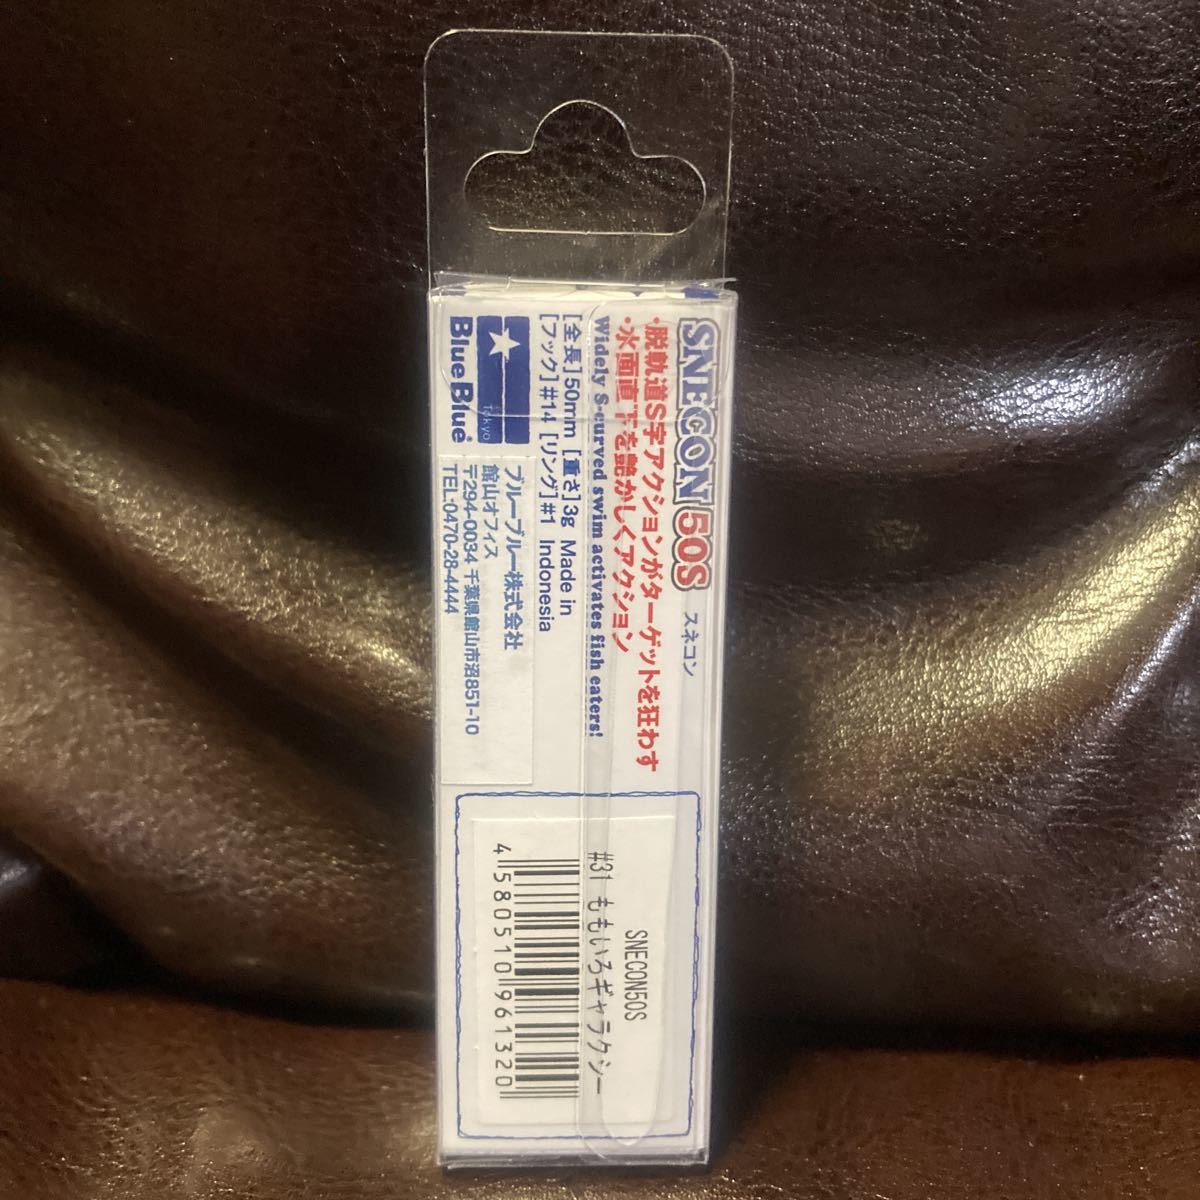 SNECON 50S スネコン
・脱軌道S字アクションがターゲットを狂わす
・水面直下を艶かしくアクション
Widely S-curved swim activates fish eaters!
[全長]50mm [重さ]3g Made in
[フック]#14 [リング]#1 Indonesia
Tokyo
BlueBlue®
ブルーブルー株式会社
館山オフィス
〒294-0034 千葉県館山市沼851-10
TEL:0470-28-4444
SNECON50S
#31 ももいろギャラクシー
4 580510 961320